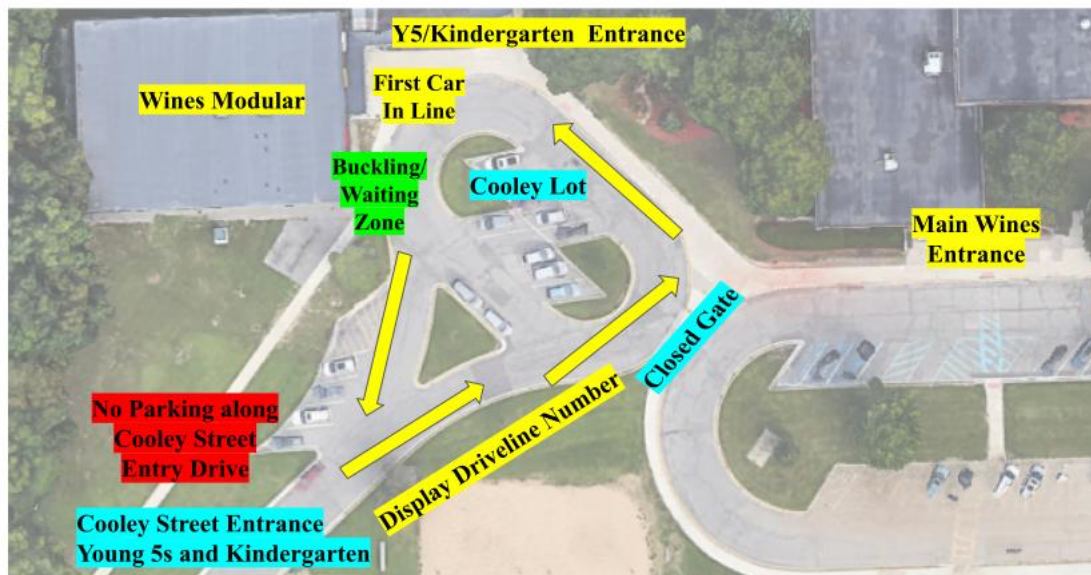 Y5/Kindergarten Entrance
Wines Modular
First Car
In Line
Buckling/
Waiting
Zone
Cooley Lot
Main Wines
Entrance
Closed Gate
No Parking along
Cooley Street
Entry Drive
Display Driveline Number
Cooley Street Entrance
Young 5s and Kindergarten